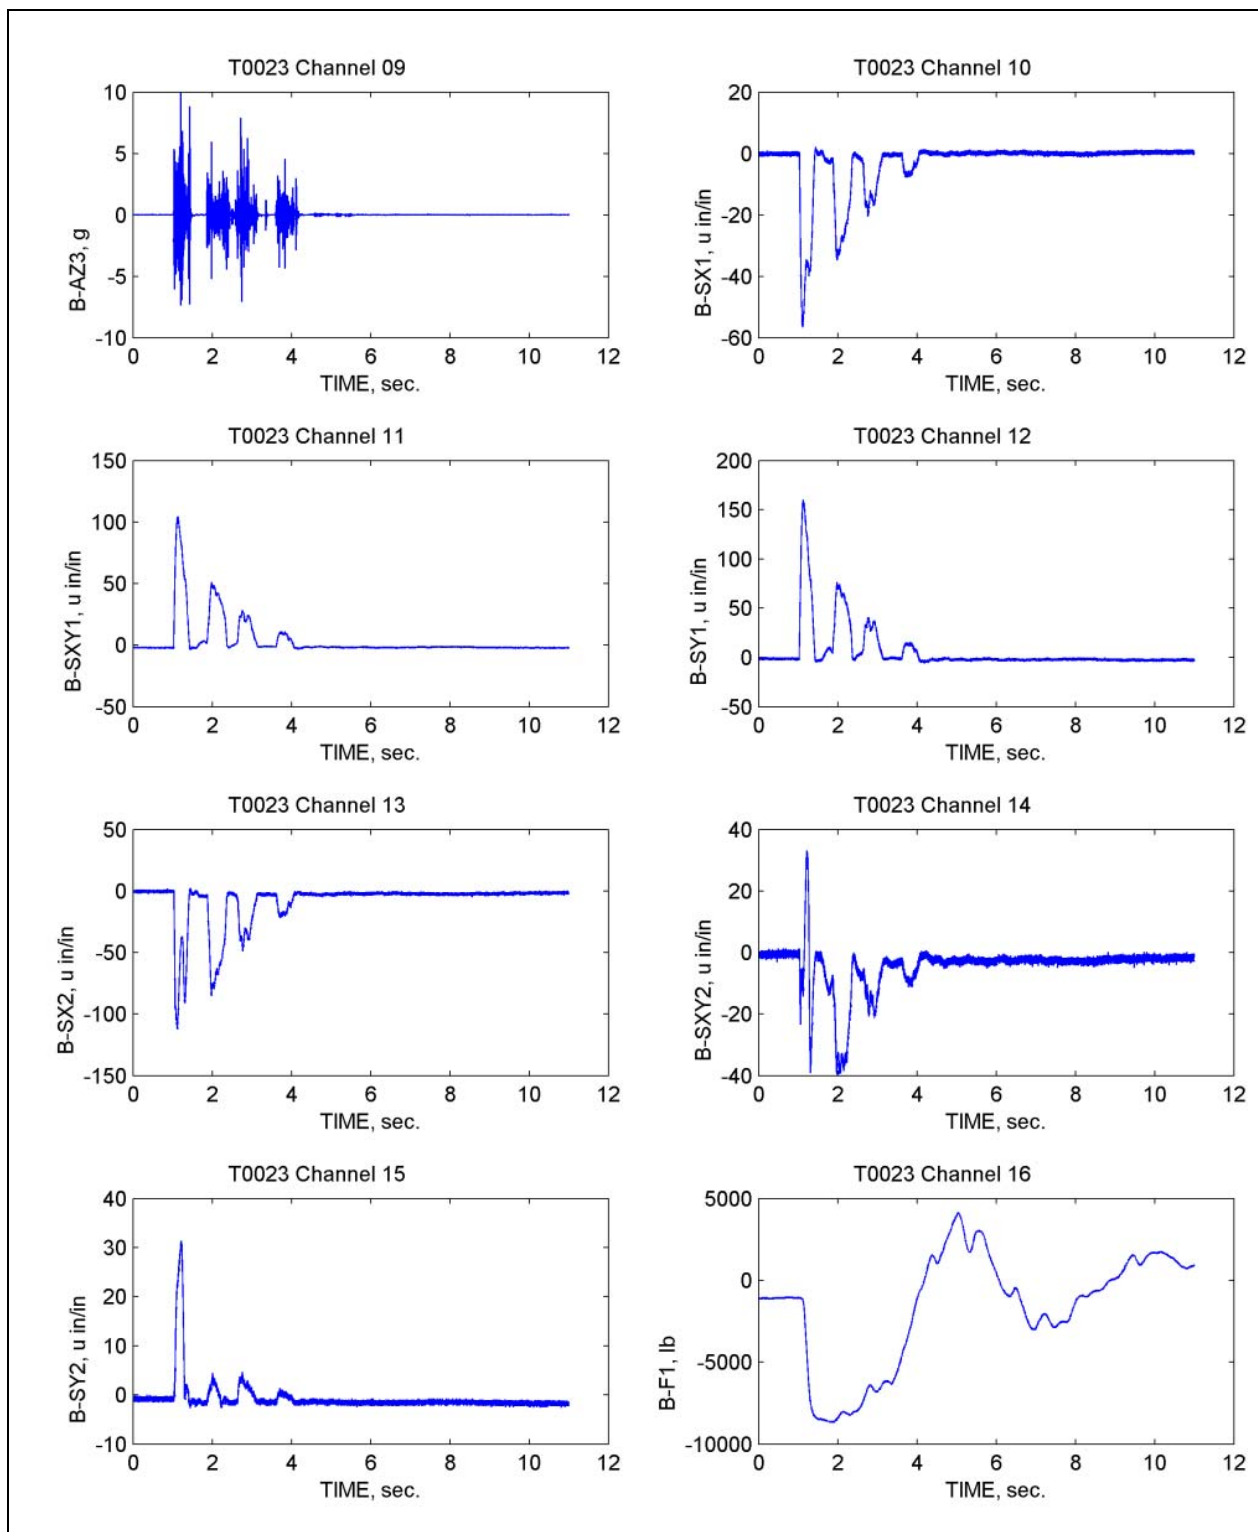 T0023 Channel 09
10
5
0
-5
-10
B-AZ3, g
0 2 4 6 8 10 12
TIME, sec.
T0023 Channel 10
20
0
-20
-40
-60
B-SX1, u in/in
0 2 4 6 8 10 12
TIME, sec.
T0023 Channel 11
150
100
50
0
-50
B-SXY1, u in/in
0 2 4 6 8 10 12
TIME, sec.
T0023 Channel 12
200
150
100
50
0
-50
B-SY1, u in/in
0 2 4 6 8 10 12
TIME, sec.
T0023 Channel 13
50
0
-50
-100
-150
B-SX2, u in/in
0 2 4 6 8 10 12
TIME, sec.
T0023 Channel 14
40
20
0
-20
-40
B-SXY2, u in/in
0 2 4 6 8 10 12
TIME, sec.
T0023 Channel 15
40
30
20
10
0
-10
B-SY2, u in/in
0 2 4 6 8 10 12
TIME, sec.
T0023 Channel 16
5000
0
-5000
-10000
B-F1, lb
0 2 4 6 8 10 12
TIME, sec.